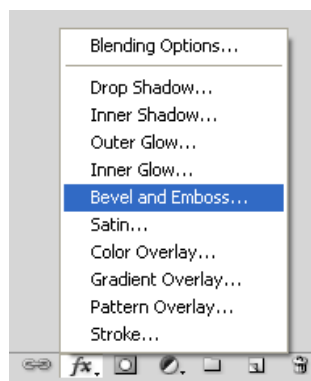 Blending Options...
Drop Shadow...
Inner Shadow...
Outer Glow...
Inner Glow...
Bevel and Emboss...
Satin...
Color Overlay...
Gradient Overlay...
Pattern Overlay...
Stroke...
fx.